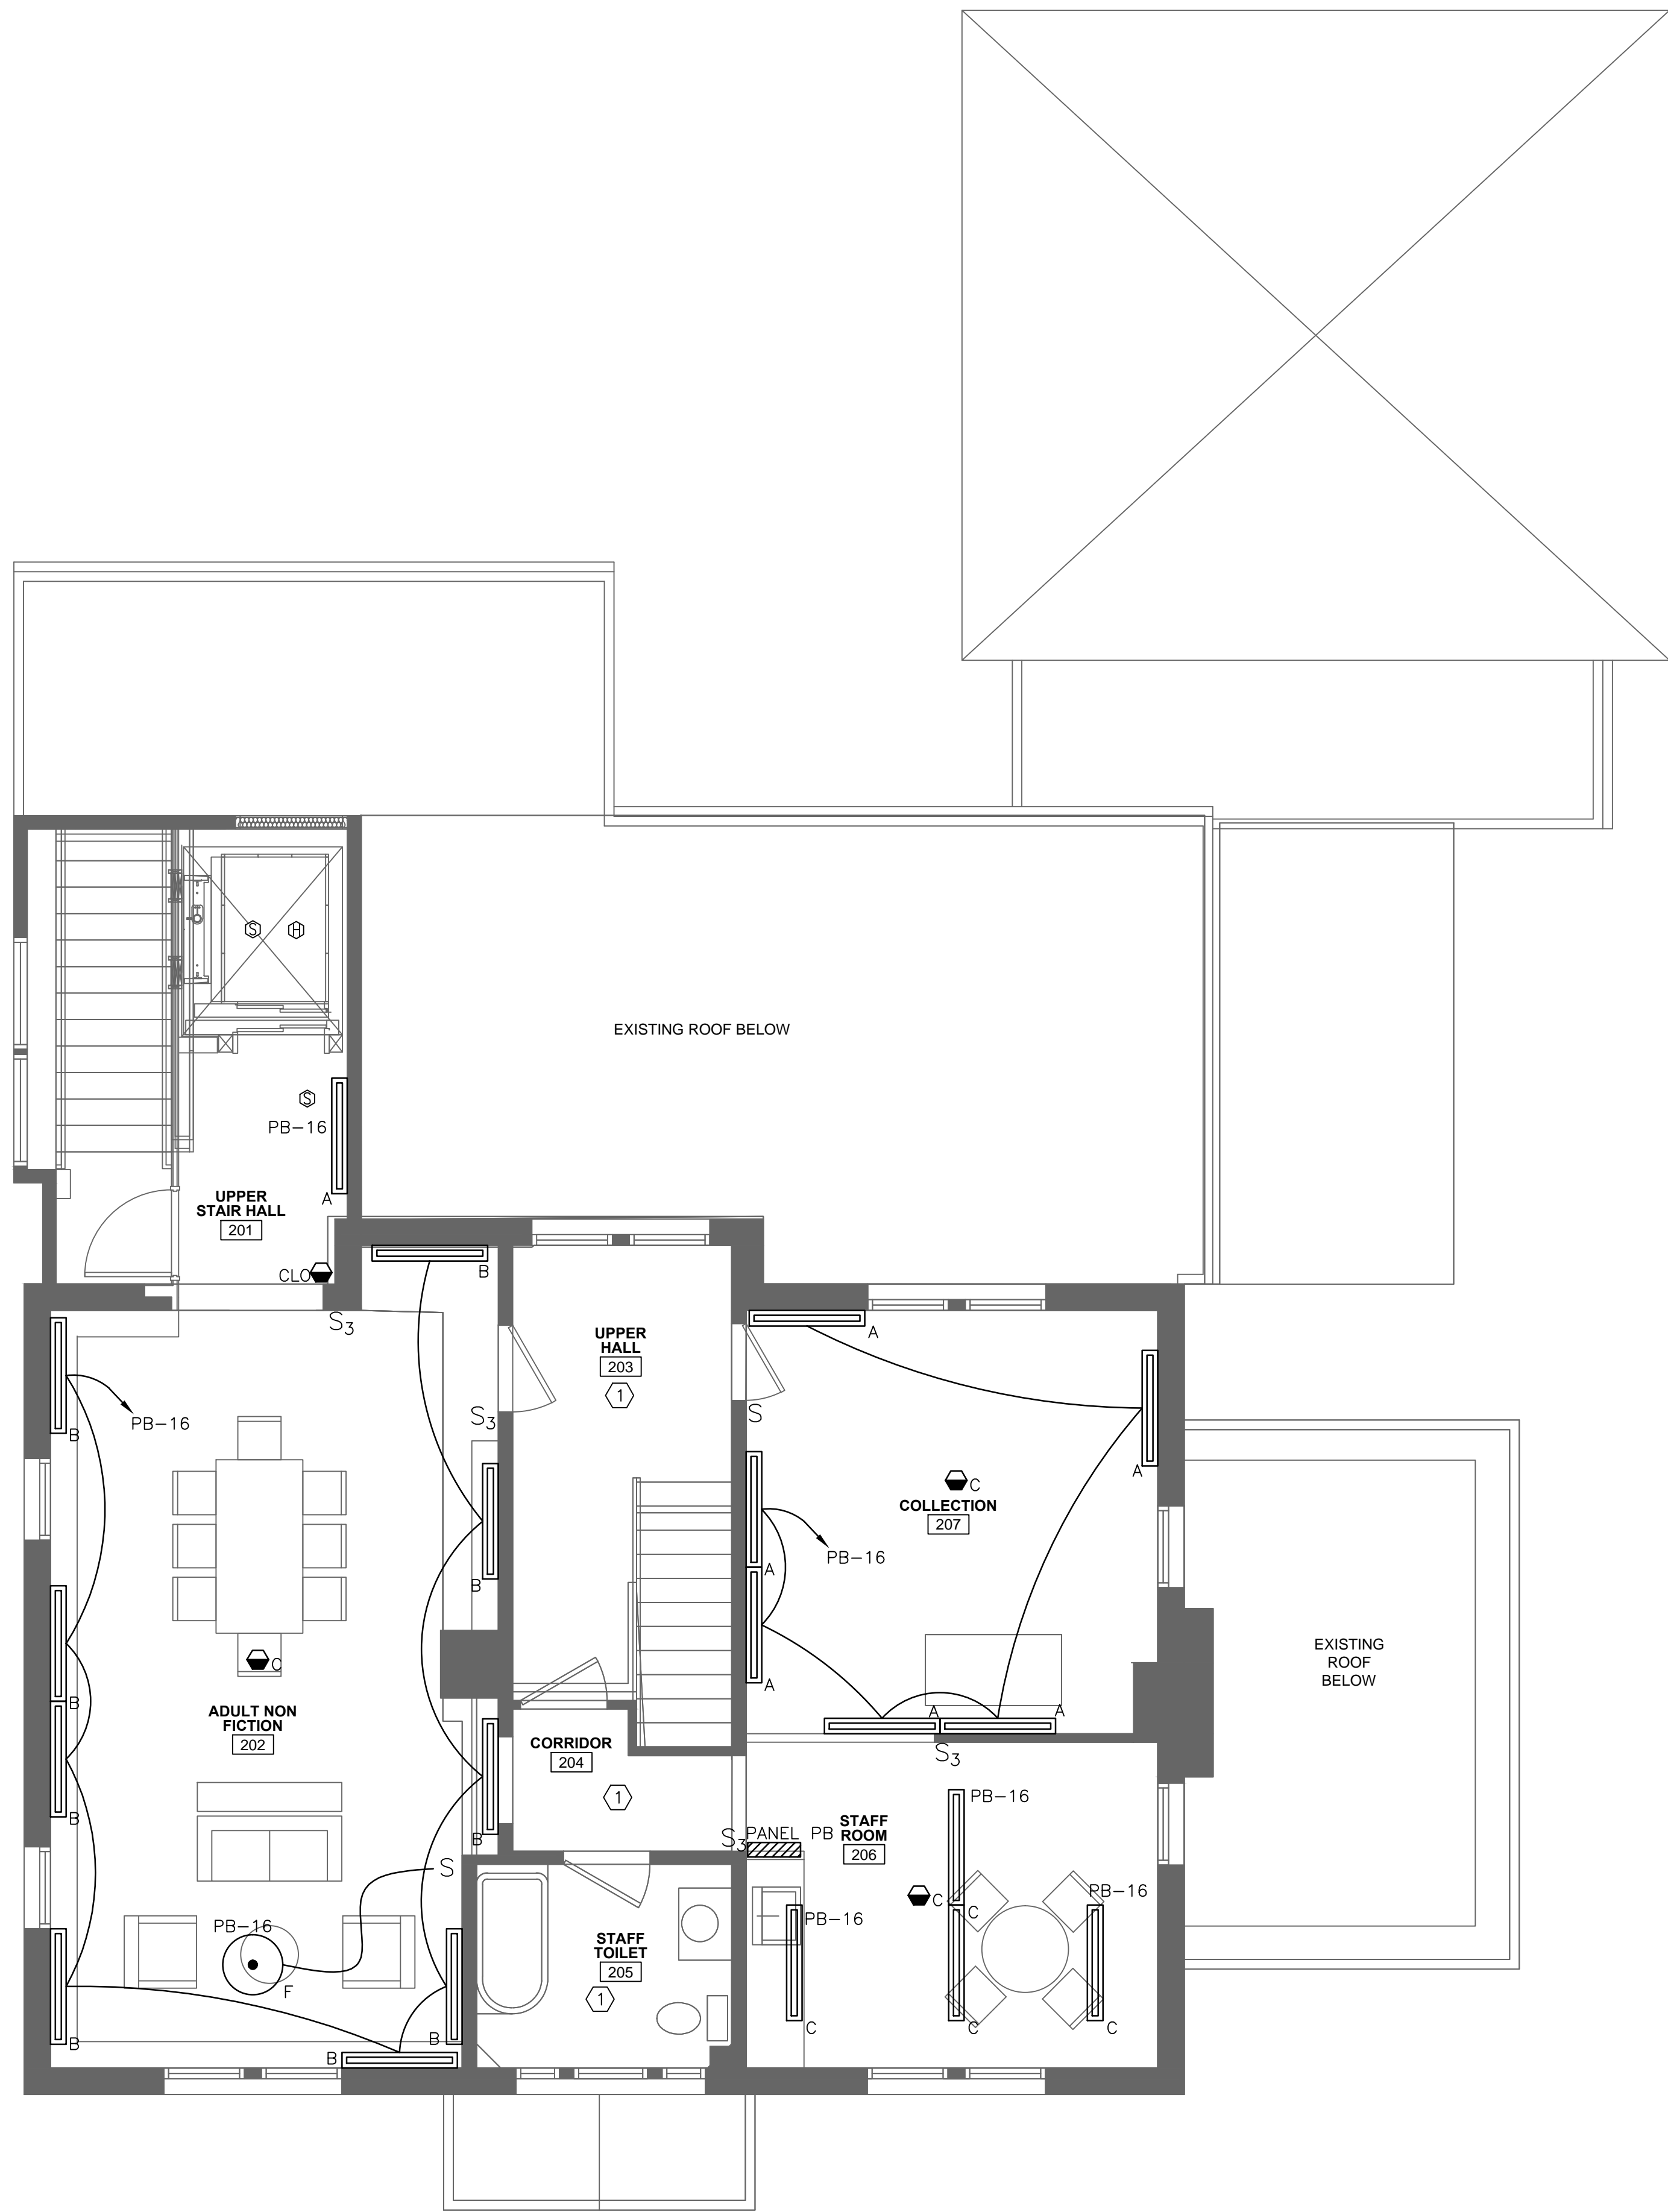 EXISTING ROOF BELOW
S
H
S
PB-16
A
UPPER
STAIR HALL
201
CLO
B
S3
UPPER
HALL
203
1
A
S3
S
PB-16
B
A
C
COLLECTION
207
PB-16
A
B
A
B
C
ADULT NON
FICTION
202
A
A
EXISTING
ROOF
BELOW
CORRIDOR
204
1
S3
PB-16
B
B
S3
PANEL PB
STAFF
ROOM
206
S
C
C
PB-16
PB-16
PB-16
F
STAFF
TOILET
205
1
C
C
C
B
B
B